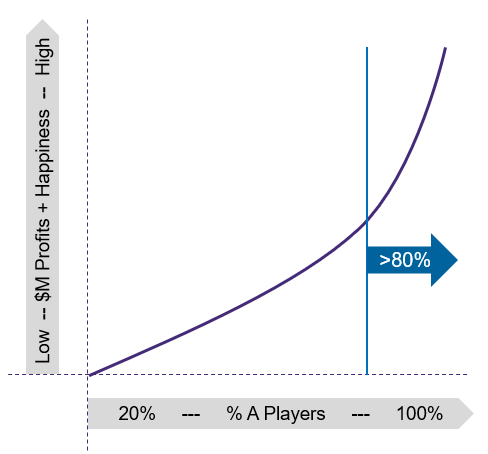 Low -- $M Profits + Happiness -- High
>80%
20% --- % A Players --- 100%